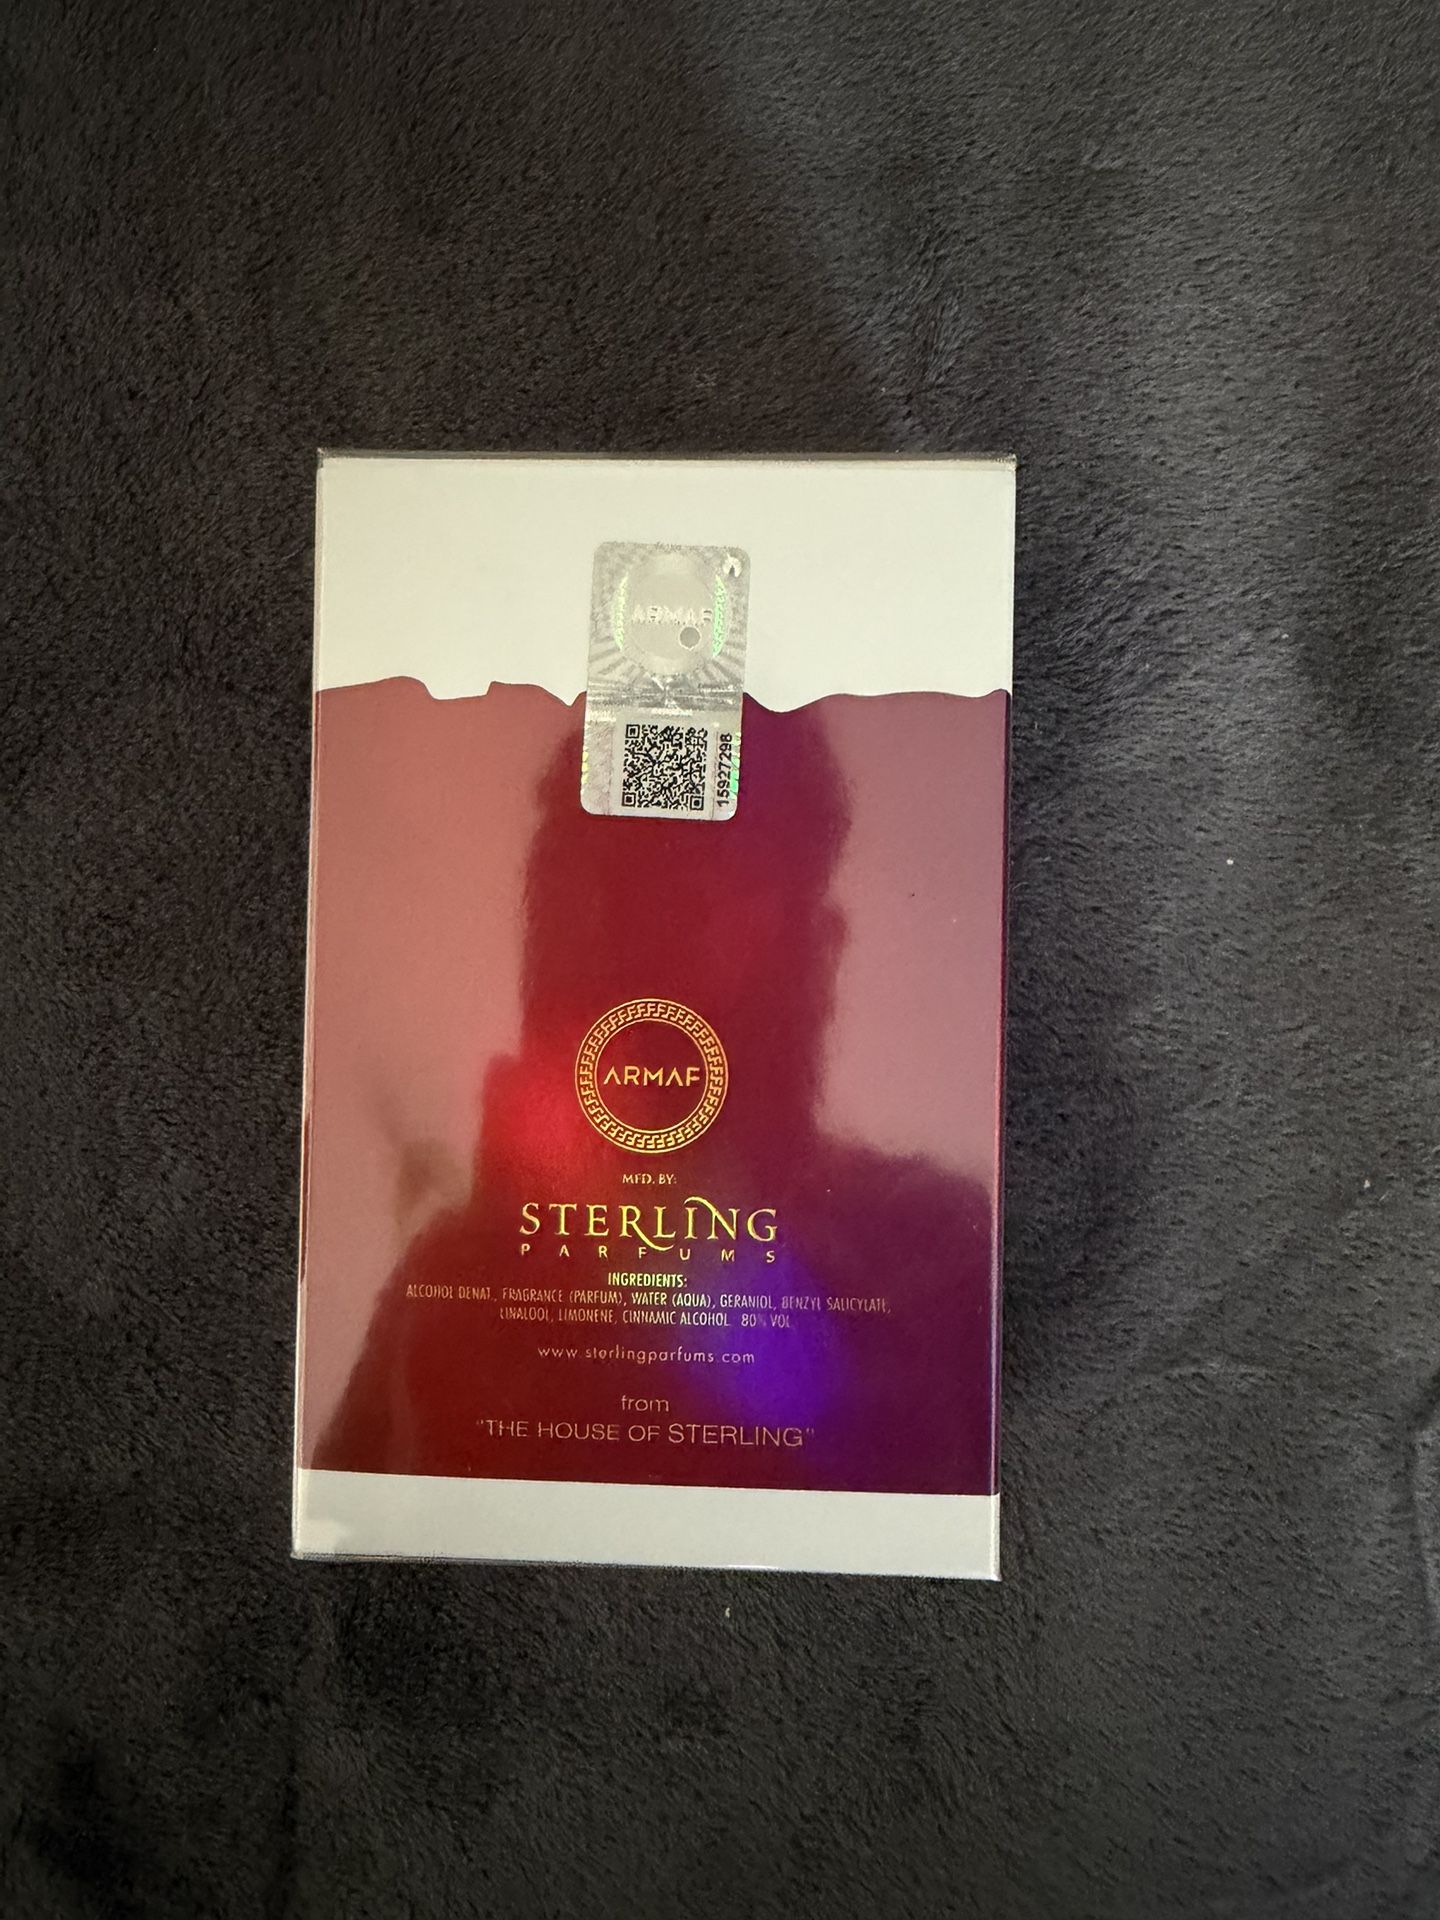 ARMAF
15927298
ARMAF
MFD. BY:
STERLING
PARFUMS
INGREDIENTS:
ALCOHOL DENAT., FRAGRANCE (PARFUM), WATER (AQUA), GERANIOL, BENZYL SALICYLATE,
LINALOOL, LIMONENE, CINNAMIC ALCOHOL 80% VOL
www.sterlingparfums.com
from
"THE HOUSE OF STERLING"